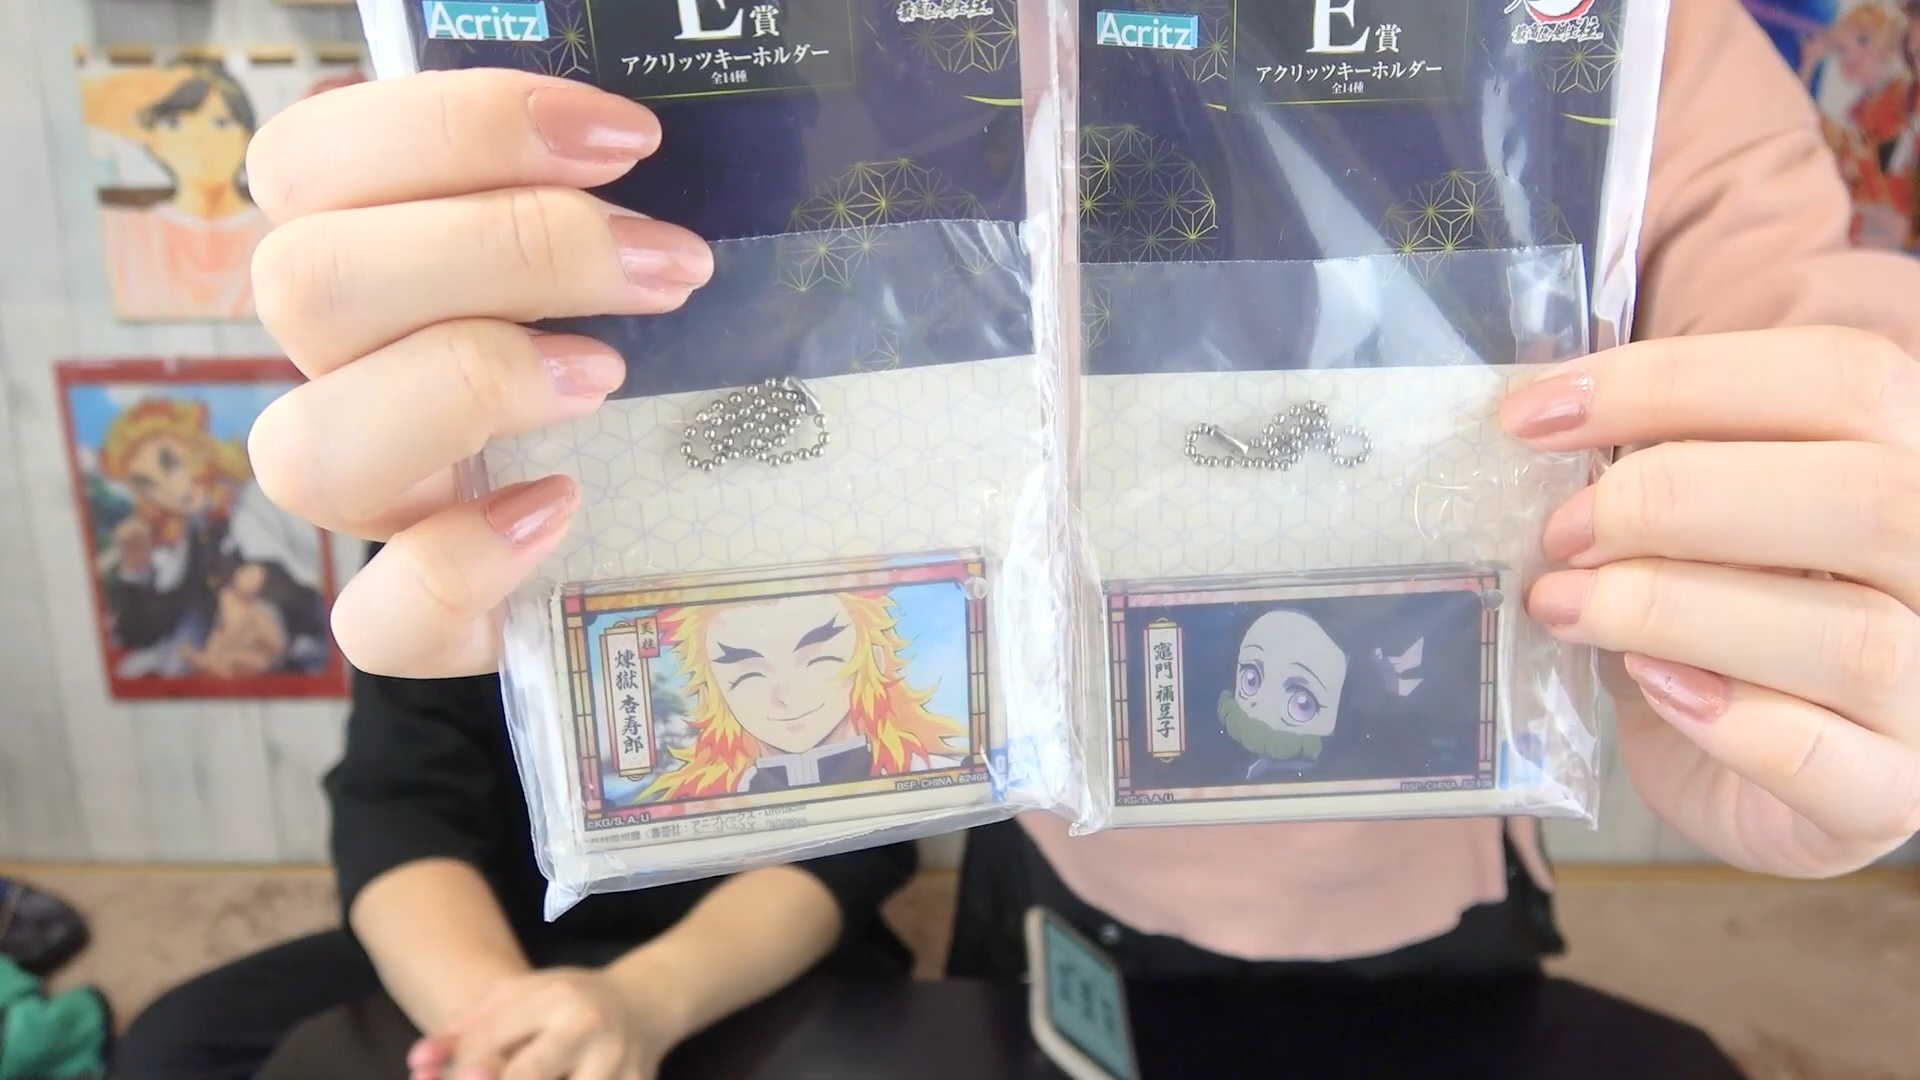 Acritz
E賞
アクリッツキーホルダー
全14種
炎柱
煉獄 杏寿郎
BSP CHINA 62408
©KG/S, A, U
Acritz
E賞
アクリッツキーホルダー
全14種
竈門 禰豆子
BSP CHINA 62408
©KG/S, A, U